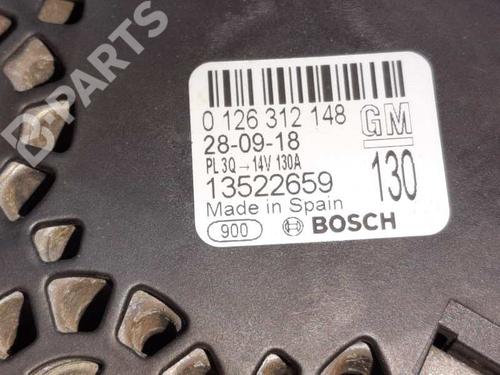 B-PARTS
0 126 312 148
GM
28-09-18
PL 3Q → 14V 130A
13522659
130
Made in Spain
900
BOSCH